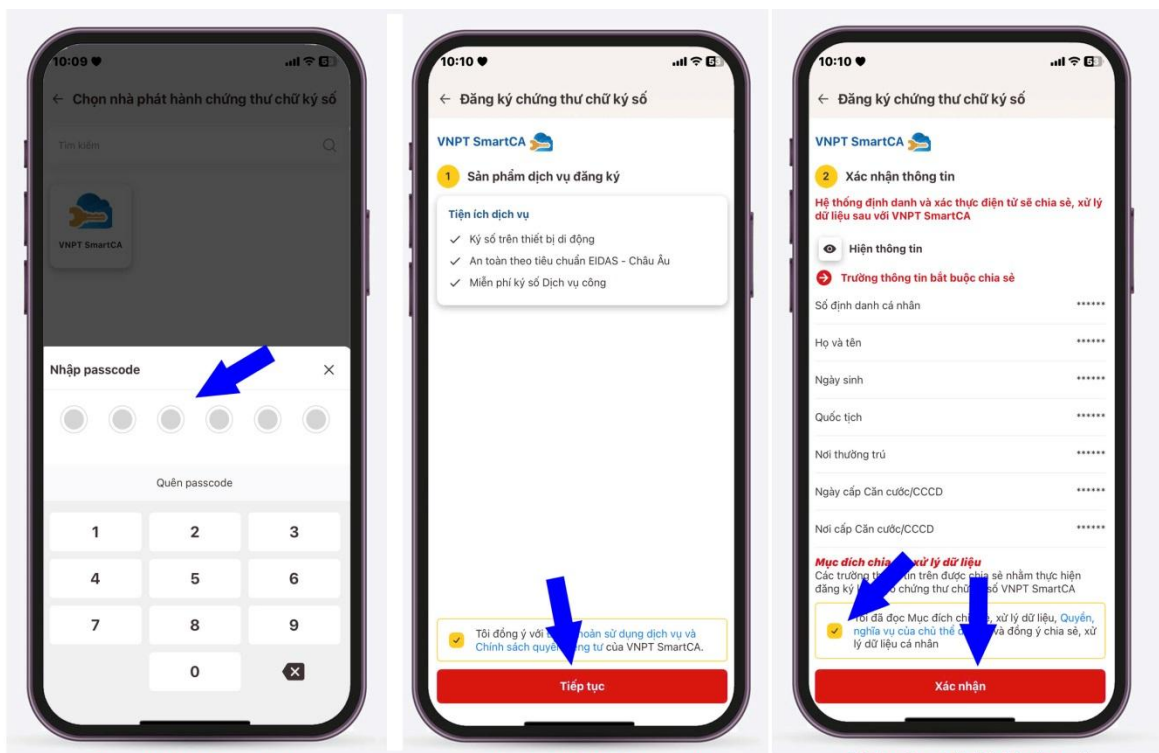 10:09
← Chọn nhà phát hành chứng thư chữ ký số
Tìm kiếm
VNPT SmartCA
Nhập passcode
Quên passcode
1 2 3
4 5 6
7 8 9
0
10:10
← Đăng ký chứng thư chữ ký số
VNPT SmartCA
1 Sản phẩm dịch vụ đăng ký
Tiện ích dịch vụ
✓ Ký số trên thiết bị di động
✓ An toàn theo tiêu chuẩn EIDAS - Châu Âu
✓ Miễn phí ký số Dịch vụ công
Tôi đồng ý với khoản sử dụng dịch vụ và
Chính sách quyền tư của VNPT SmartCA.
Tiếp tục
10:10
← Đăng ký chứng thư chữ ký số
VNPT SmartCA
2 Xác nhận thông tin
Hệ thống định danh và xác thực điện tử sẽ chia sẻ, xử lý
dữ liệu sau với VNPT SmartCA
Hiện thông tin
Trường thông tin bắt buộc chia sẻ
Số định danh cá nhân ******
Họ và tên ******
Ngày sinh ******
Quốc tịch ******
Nơi thường trú ******
Ngày cấp Căn cước/CCCD ******
Nơi cấp Căn cước/CCCD ******
Mục đích chia xử lý dữ liệu
Các trường tin trên được chia sẻ nhằm thực hiện
đăng ký chứng thư chữ số VNPT SmartCA
Tôi đã đọc Mục đích xử lý dữ liệu, Quyền,
nghĩa vụ của chủ thể và đồng ý chia sẻ, xử
lý dữ liệu cá nhân
Xác nhận